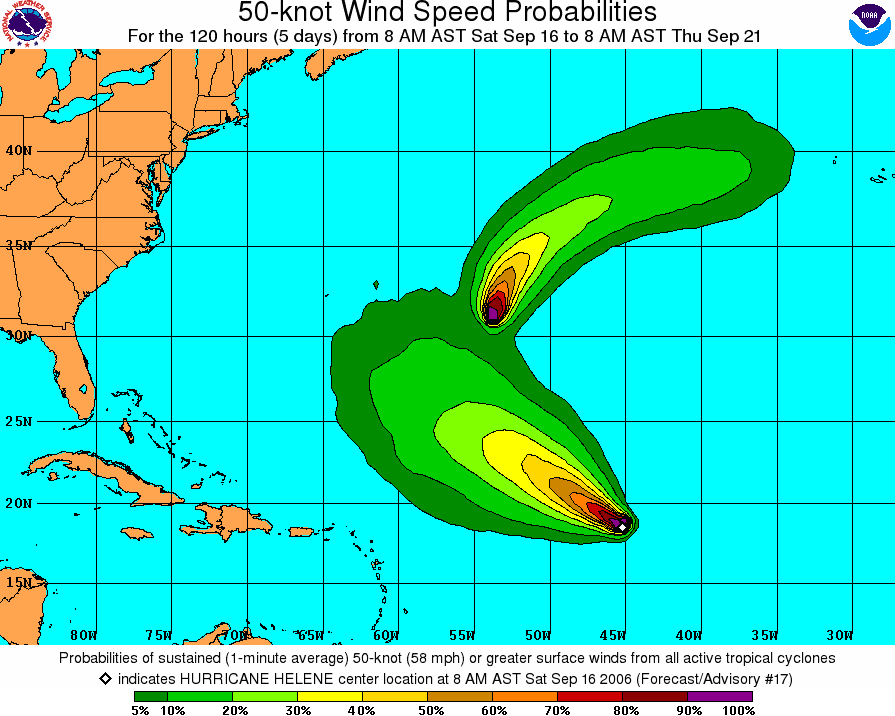 50-knot Wind Speed Probabilities
For the 120 hours (5 days) from 8 AM AST Sat Sep 16 to 8 AM AST Thu Sep 21
NATIONAL WEATHER SERVICE
NOAA
40N
35N
30N
25N
20N
15N
80W 75W 70W 65W 60W 55W 50W 45W 40W 35W 30W
Probabilities of sustained (1-minute average) 50-knot (58 mph) or greater surface winds from all active tropical cyclones
indicates HURRICANE HELENE center location at 8 AM AST Sat Sep 16 2006 (Forecast/Advisory #17)
5% 10% 20% 30% 40% 50% 60% 70% 80% 90% 100%